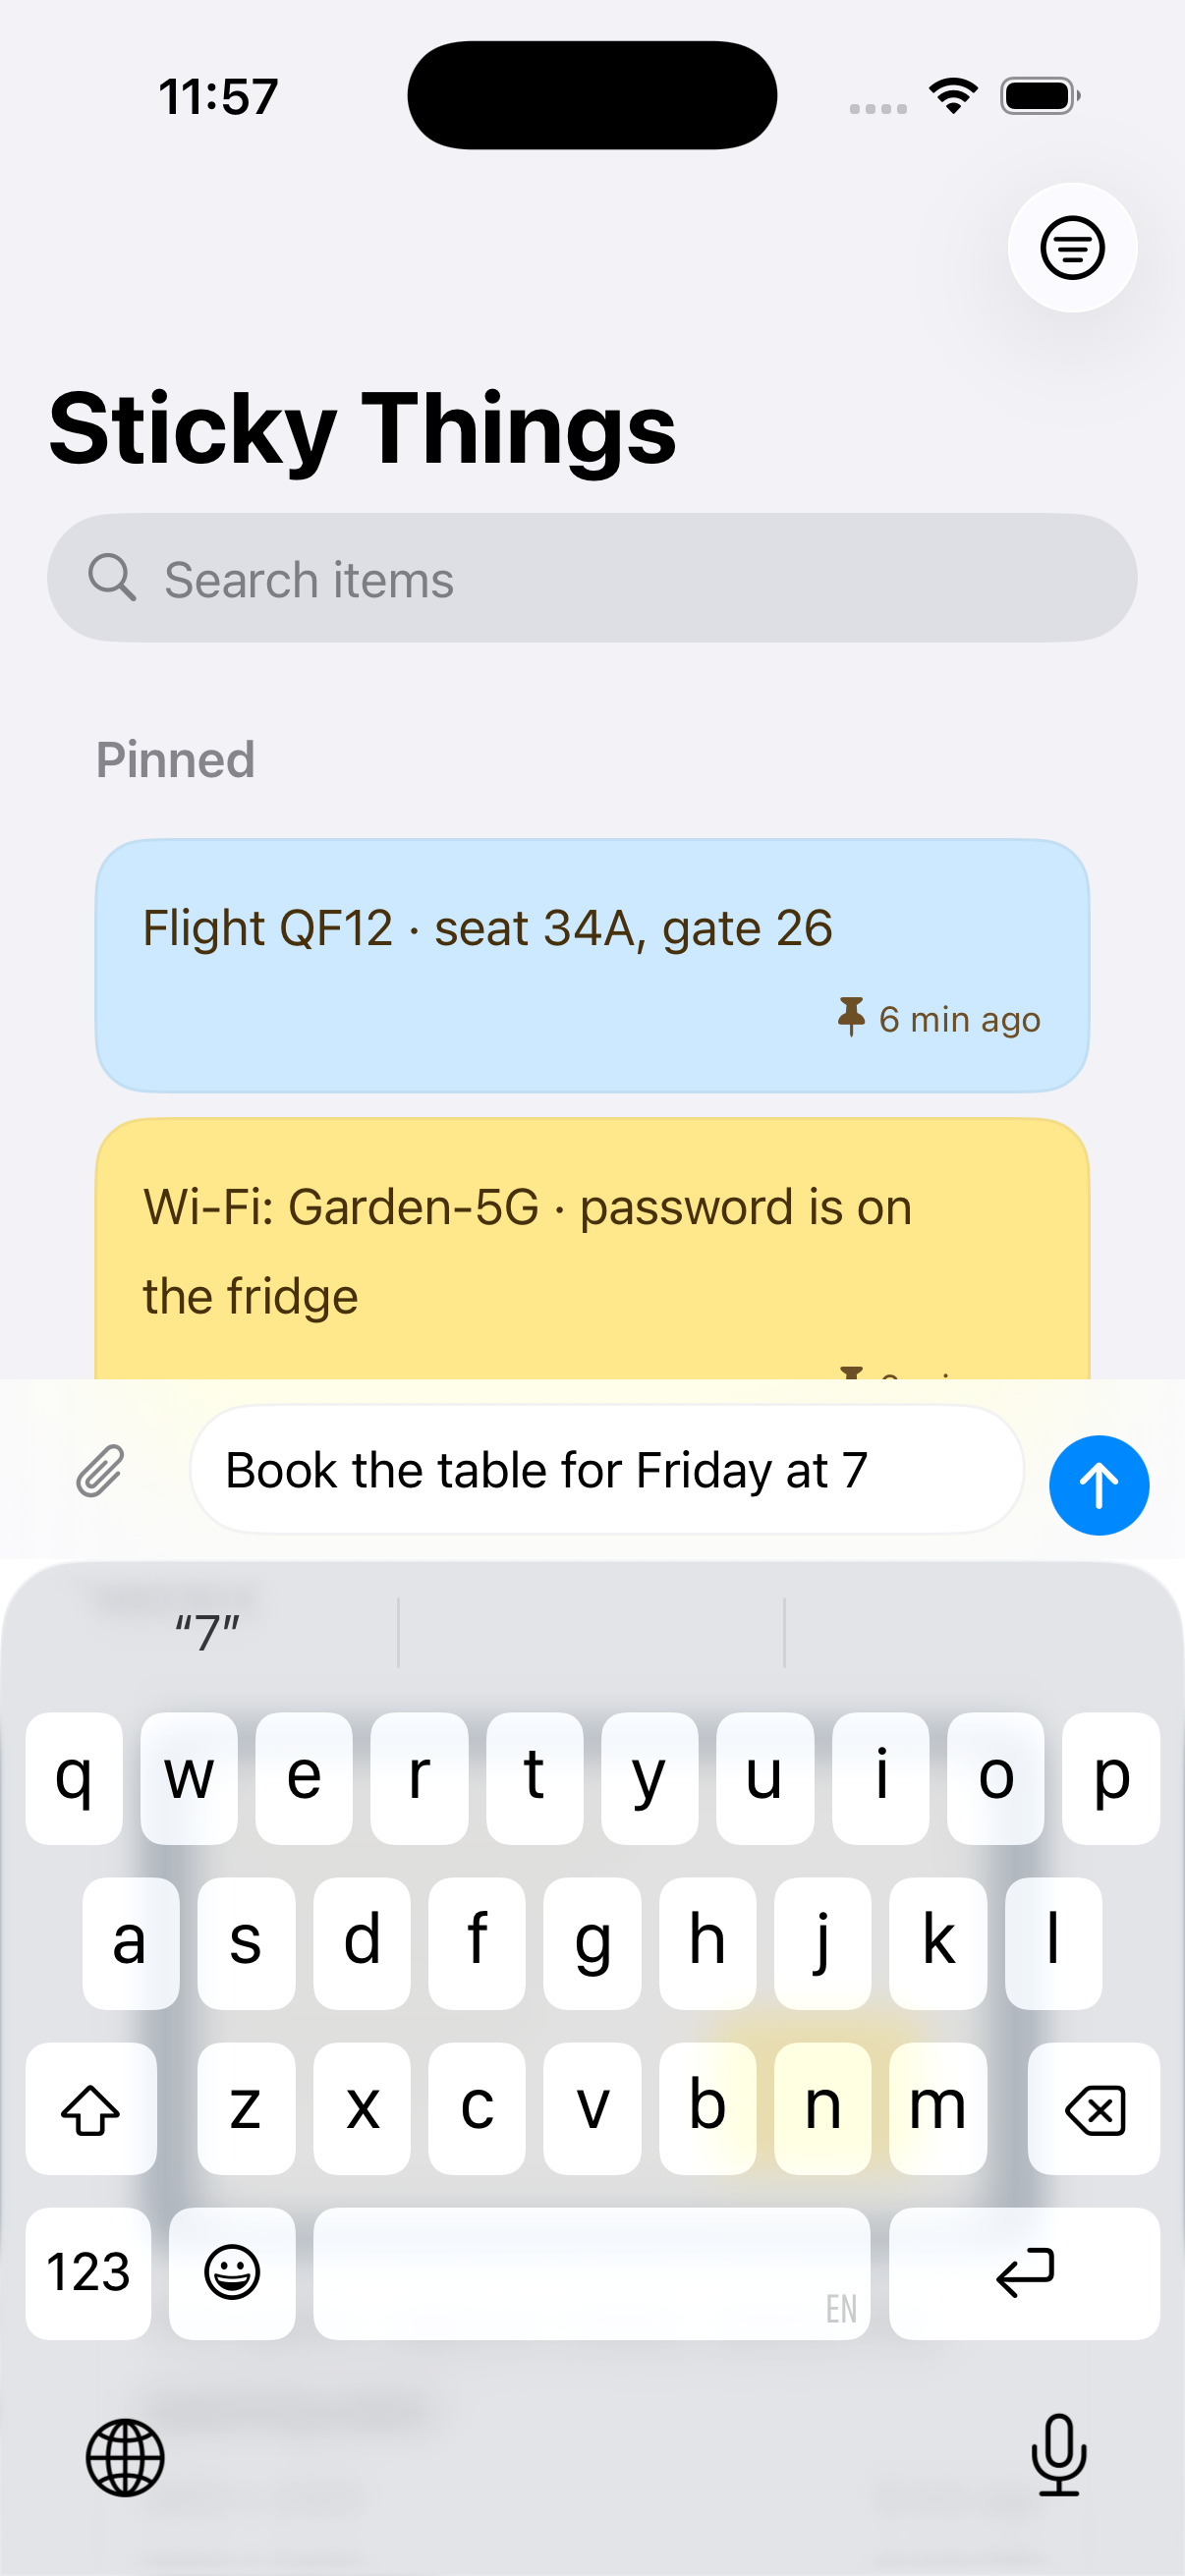 11:57
Sticky Things
Search items
Pinned
Flight QF12 · seat 34A, gate 26
6 min ago
Wi-Fi: Garden-5G · password is on
the fridge
Book the table for Friday at 7
“7”
q w e r t y u i o p
a s d f g h j k l
z x c v b n m
123
EN